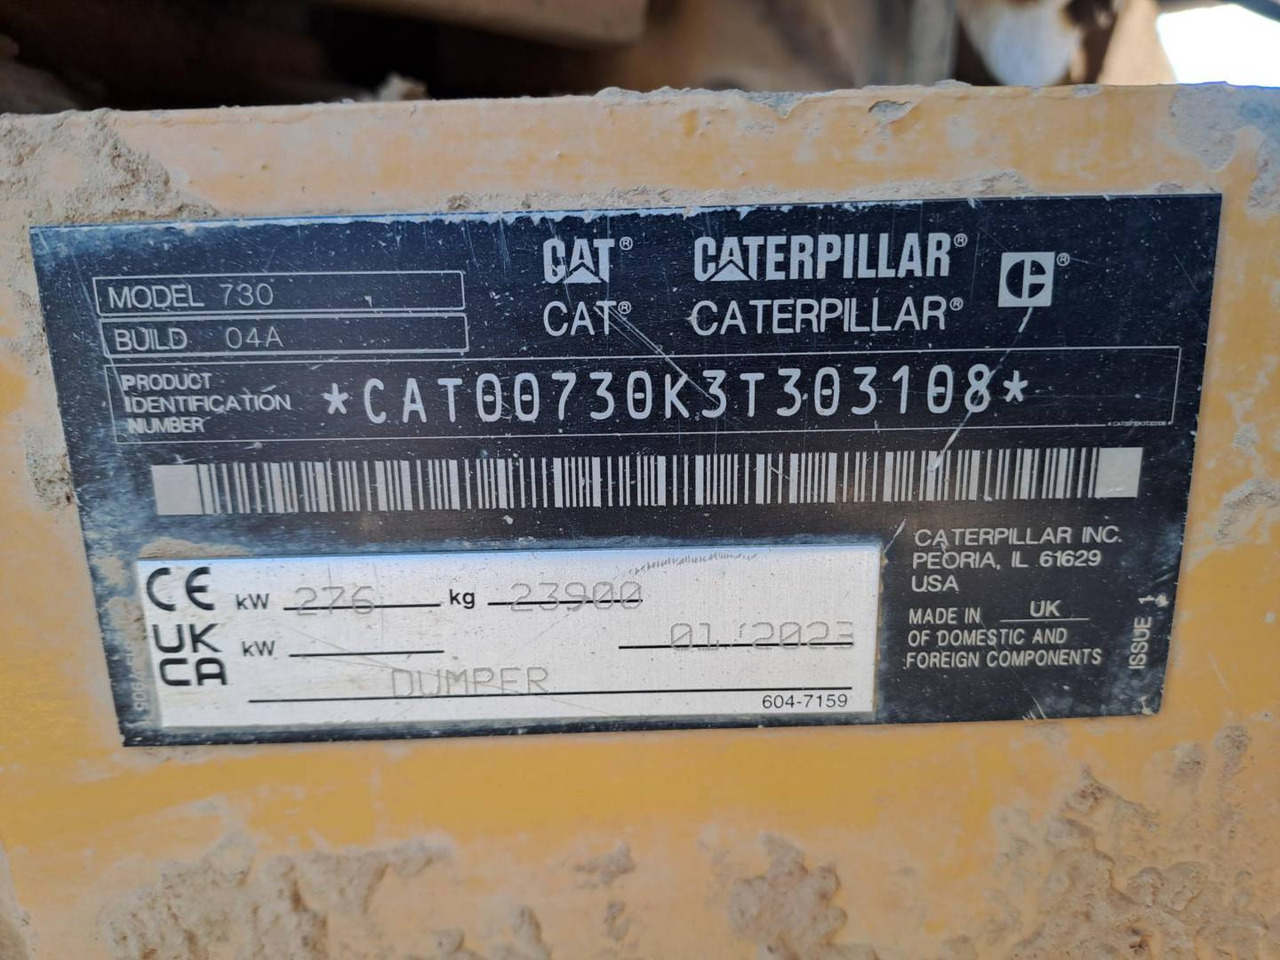 MODEL 730
BUILD 04A
CAT® CATERPILLAR®
CAT® CATERPILLAR®
PRODUCT
IDENTIFICATION
NUMBER
*CAT00730K3T303108*
CE kW 276 kg 23900
UK
CA
kW 01/2023
DUMPER
604-7159
CATERPILLAR INC.
PEORIA, IL 61629
USA
MADE IN UK
OF DOMESTIC AND
FOREIGN COMPONENTS
ISSUE 1